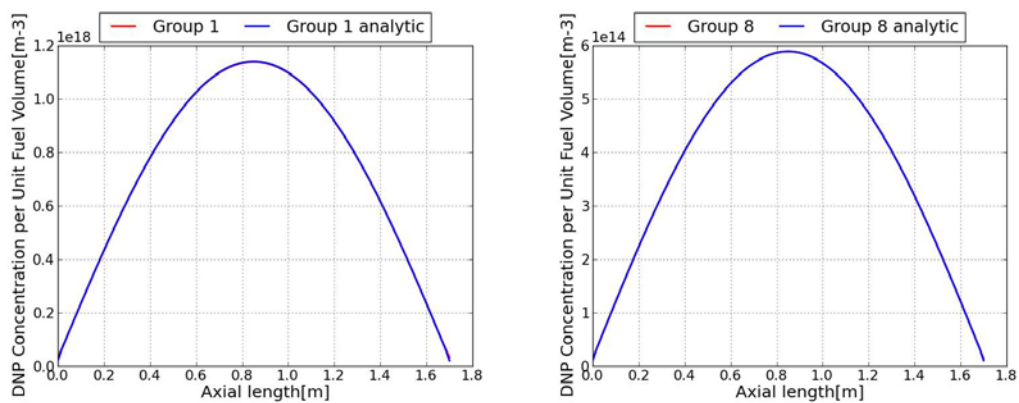 Group 1 Group 1 analytic
1e18
DNP Concentration per Unit Fuel Volume[m-3]
1.2
1.0
0.8
0.6
0.4
0.2
0.0
0.0 0.2 0.4 0.6 0.8 1.0 1.2 1.4 1.6 1.8
Axial length[m]
Group 8 Group 8 analytic
1e14
DNP Concentration per Unit Fuel Volume[m-3]
6
5
4
3
2
1
0
0.0 0.2 0.4 0.6 0.8 1.0 1.2 1.4 1.6 1.8
Axial length[m]